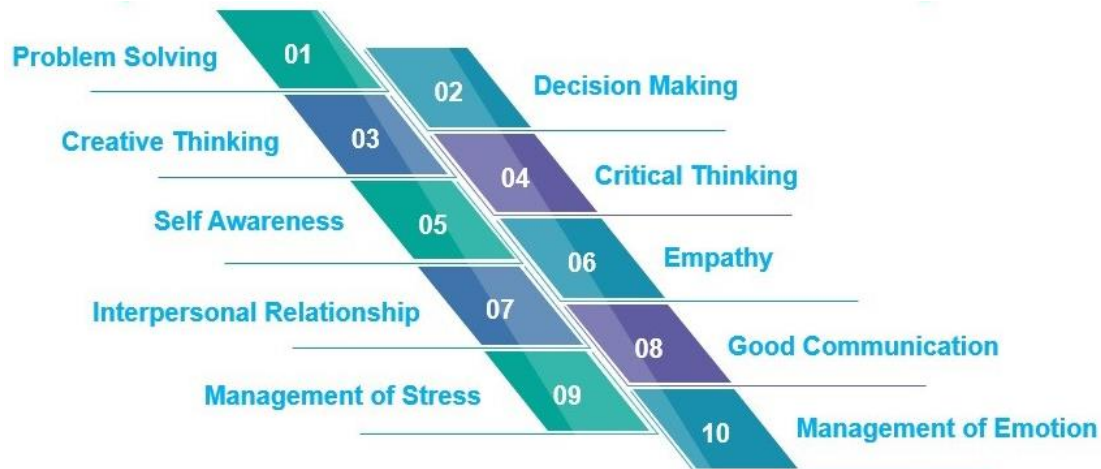 Problem Solving
01
02
Decision Making
Creative Thinking
03
04
Critical Thinking
Self Awareness
05
06
Empathy
Interpersonal Relationship
07
08
Good Communication
Management of Stress
09
10
Management of Emotion